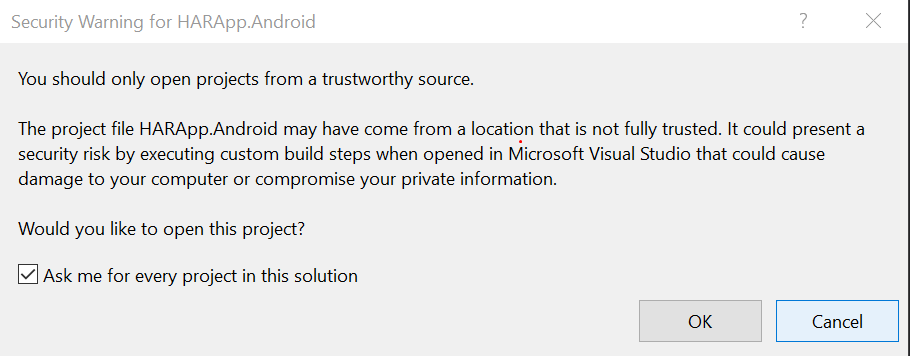 Security Warning for HARApp.Android
?
You should only open projects from a trustworthy source.
The project file HARApp.Android may have come from a location that is not fully trusted. It could present a
security risk by executing custom build steps when opened in Microsoft Visual Studio that could cause
damage to your computer or compromise your private information.
Would you like to open this project?
Ask me for every project in this solution
OK Cancel